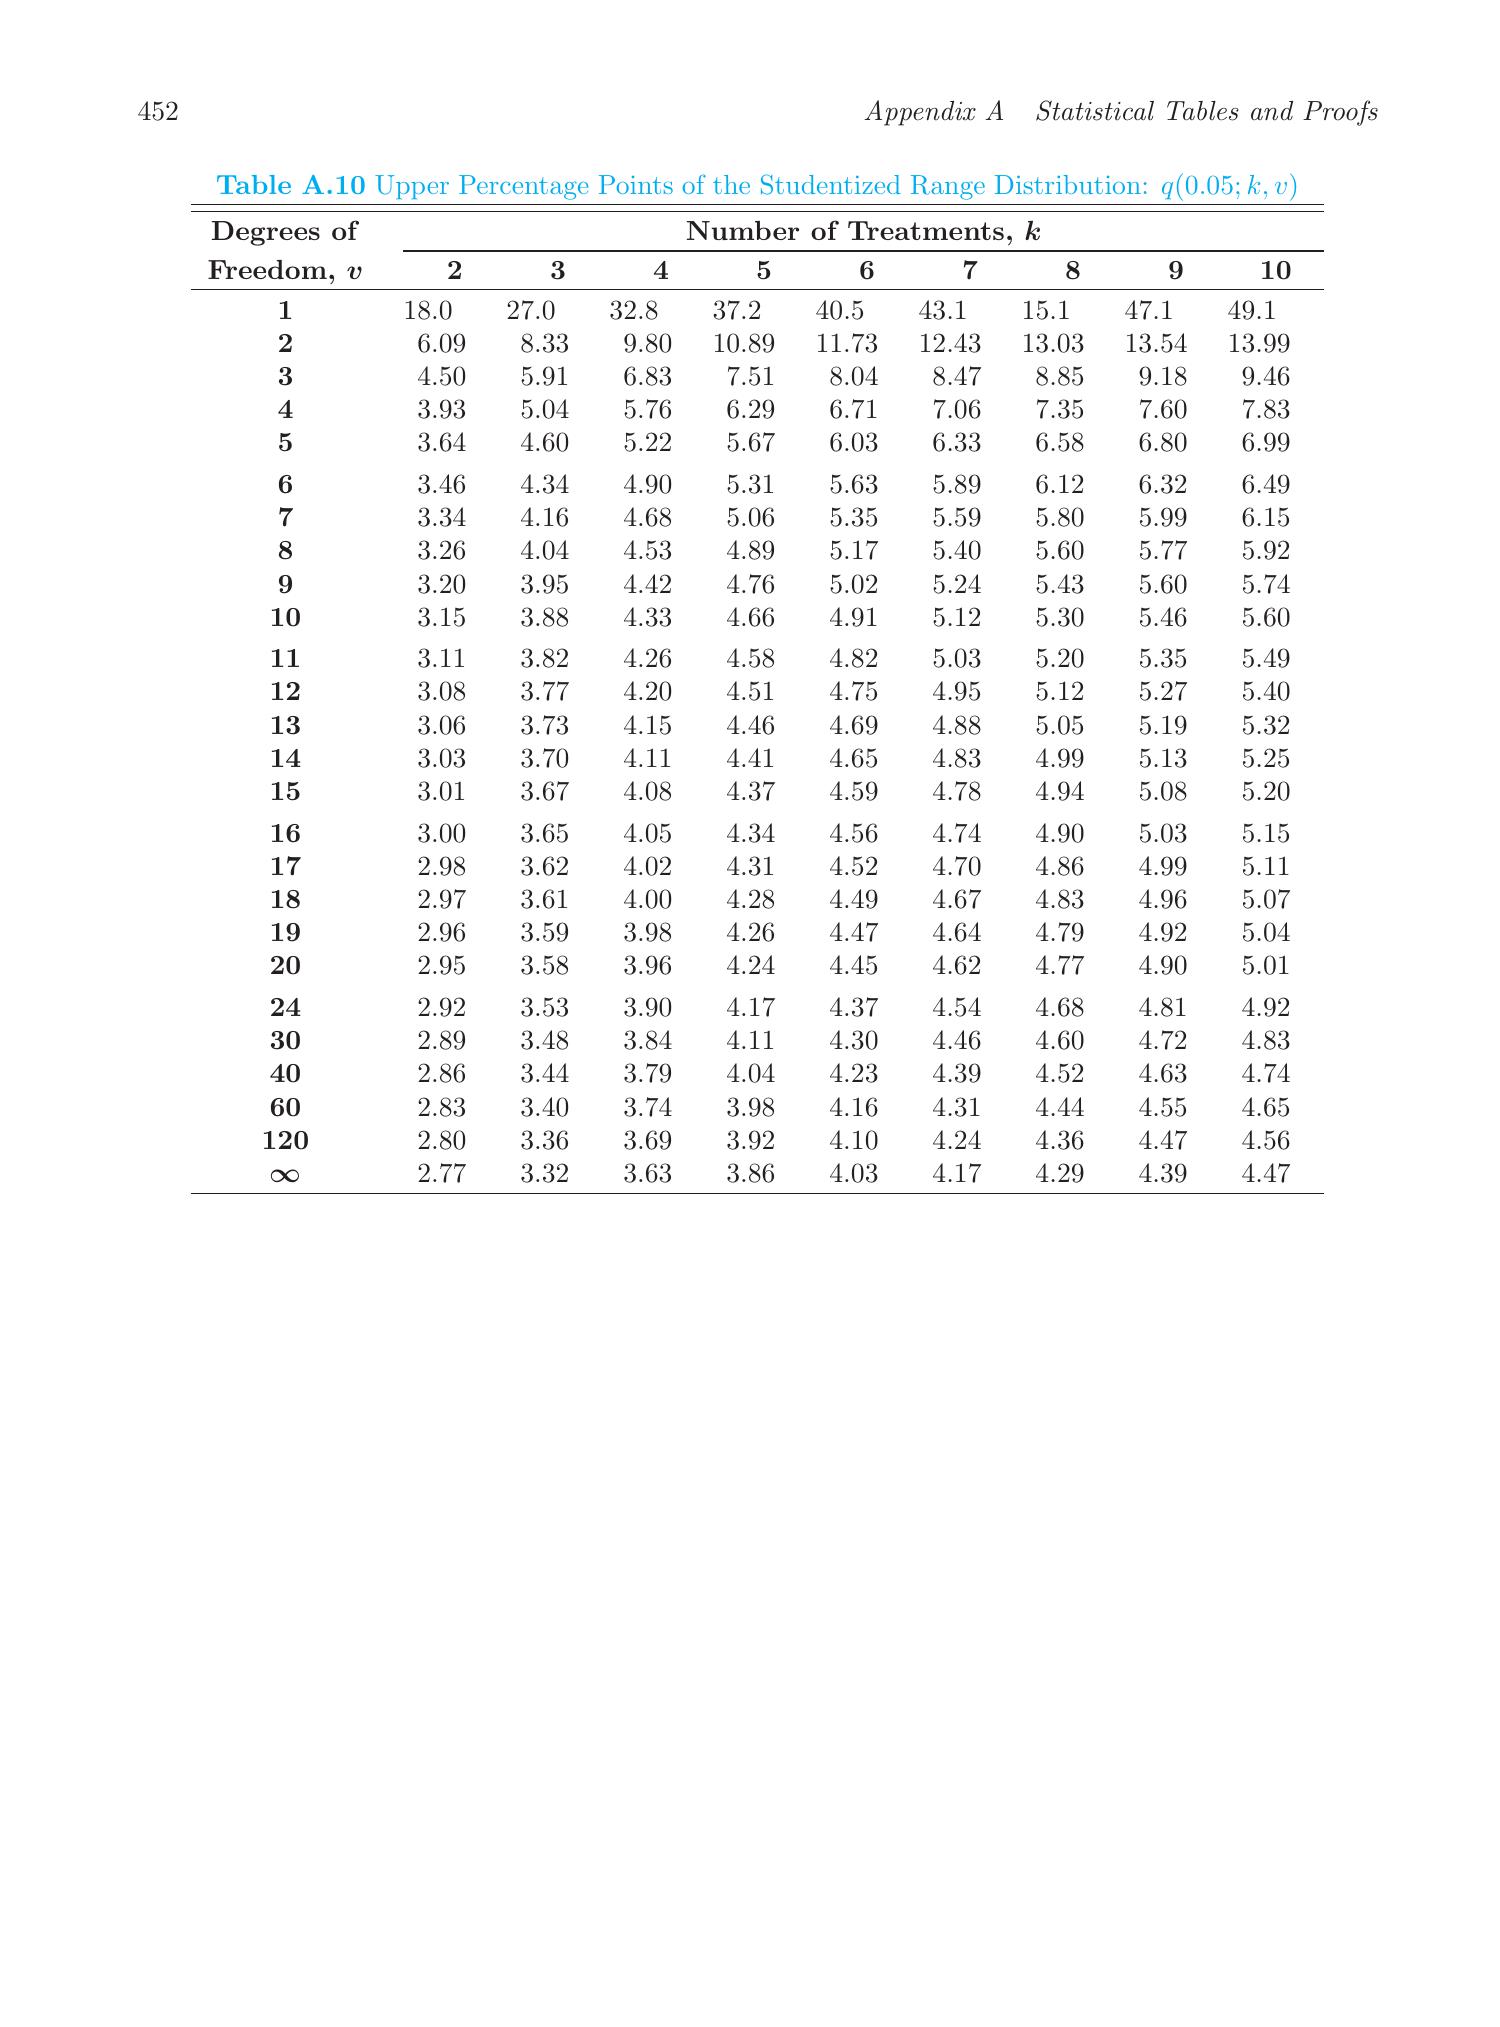 452 Appendix A Statistical Tables and Proofs
Table A.10 Upper Percentage Points of the Studentized Range Distribution: q(0.05; k, v)
Degrees of Number of Treatments, k
Freedom, v 2 3 4 5 6 7 8 9 10
1 18.0 27.0 32.8 37.2 40.5 43.1 15.1 47.1 49.1
2 6.09 8.33 9.80 10.89 11.73 12.43 13.03 13.54 13.99
3 4.50 5.91 6.83 7.51 8.04 8.47 8.85 9.18 9.46
4 3.93 5.04 5.76 6.29 6.71 7.06 7.35 7.60 7.83
5 3.64 4.60 5.22 5.67 6.03 6.33 6.58 6.80 6.99
6 3.46 4.34 4.90 5.31 5.63 5.89 6.12 6.32 6.49
7 3.34 4.16 4.68 5.06 5.35 5.59 5.80 5.99 6.15
8 3.26 4.04 4.53 4.89 5.17 5.40 5.60 5.77 5.92
9 3.20 3.95 4.42 4.76 5.02 5.24 5.43 5.60 5.74
10 3.15 3.88 4.33 4.66 4.91 5.12 5.30 5.46 5.60
11 3.11 3.82 4.26 4.58 4.82 5.03 5.20 5.35 5.49
12 3.08 3.77 4.20 4.51 4.75 4.95 5.12 5.27 5.40
13 3.06 3.73 4.15 4.46 4.69 4.88 5.05 5.19 5.32
14 3.03 3.70 4.11 4.41 4.65 4.83 4.99 5.13 5.25
15 3.01 3.67 4.08 4.37 4.59 4.78 4.94 5.08 5.20
16 3.00 3.65 4.05 4.34 4.56 4.74 4.90 5.03 5.15
17 2.98 3.62 4.02 4.31 4.52 4.70 4.86 4.99 5.11
18 2.97 3.61 4.00 4.28 4.49 4.67 4.83 4.96 5.07
19 2.96 3.59 3.98 4.26 4.47 4.64 4.79 4.92 5.04
20 2.95 3.58 3.96 4.24 4.45 4.62 4.77 4.90 5.01
24 2.92 3.53 3.90 4.17 4.37 4.54 4.68 4.81 4.92
30 2.89 3.48 3.84 4.11 4.30 4.46 4.60 4.72 4.83
40 2.86 3.44 3.79 4.04 4.23 4.39 4.52 4.63 4.74
60 2.83 3.40 3.74 3.98 4.16 4.31 4.44 4.55 4.65
120 2.80 3.36 3.69 3.92 4.10 4.24 4.36 4.47 4.56
∞ 2.77 3.32 3.63 3.86 4.03 4.17 4.29 4.39 4.47